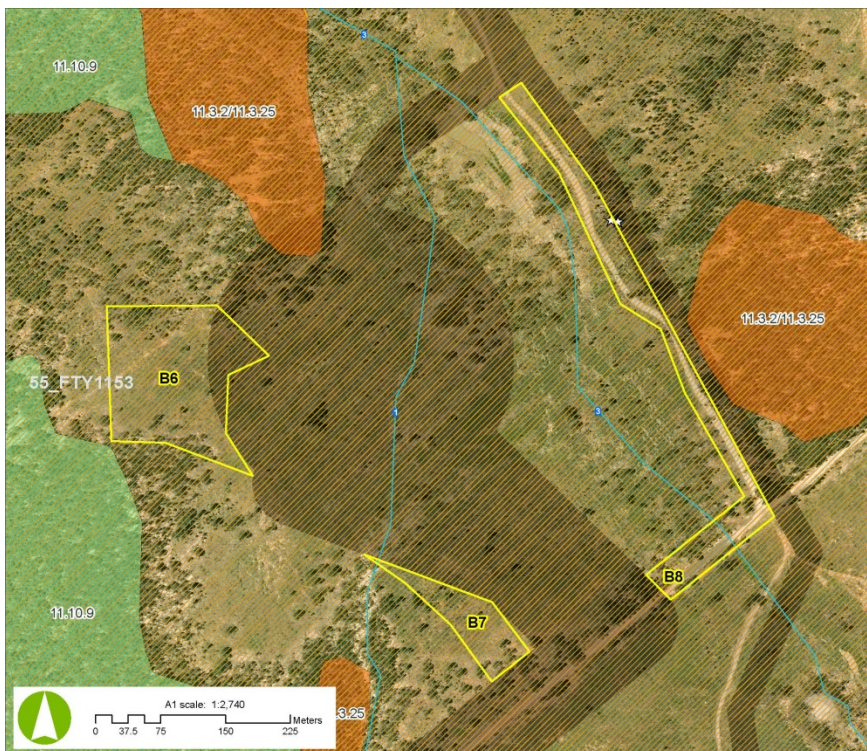 3
11.10.9
11.3.2/11.3.25
11.3.2/11.3.25
55_FTY1153
B6
1
3
B8
11.10.9
B7
A1 scale: 1:2,740
.3.25
Meters
0 37.5 75 150 225